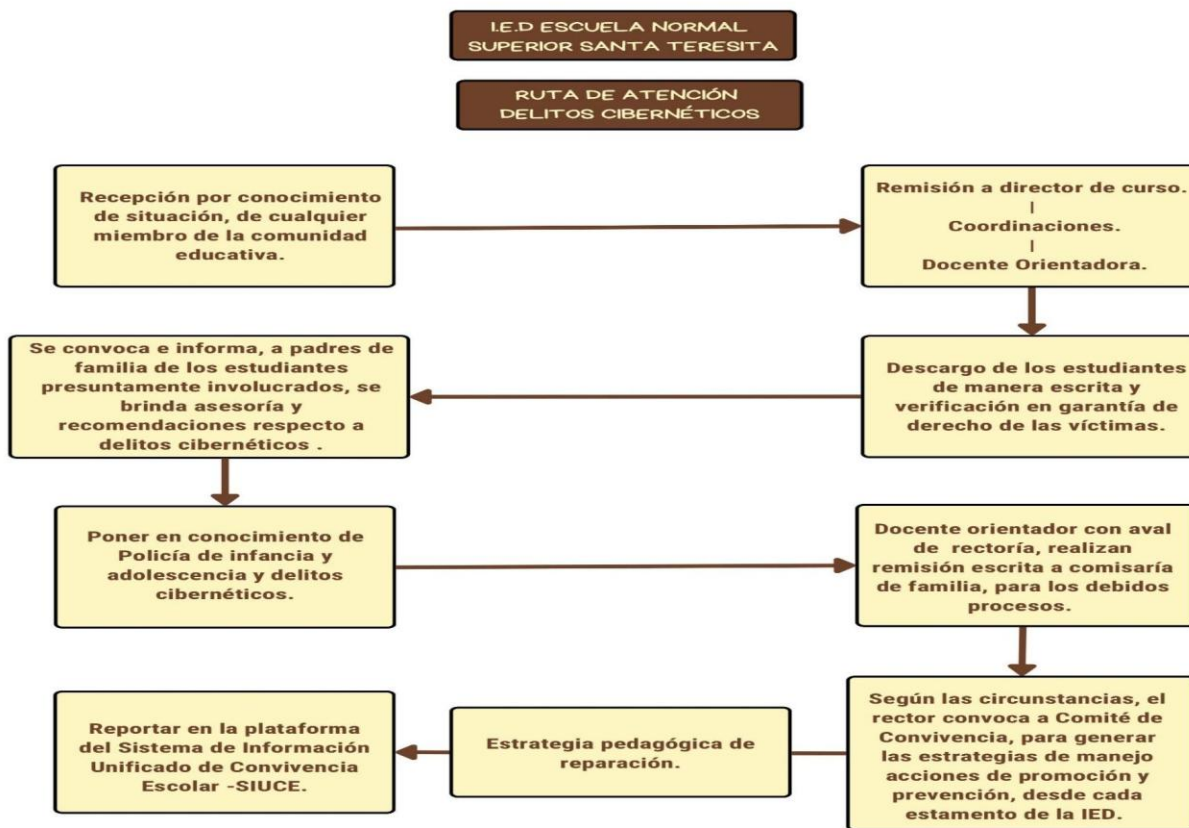 I.E.D ESCUELA NORMAL
SUPERIOR SANTA TERESITA
RUTA DE ATENCIÓN
DELITOS CIBERNÉTICOS
Recepción por conocimiento
de situación, de cualquier
miembro de la comunidad
educativa.
Remisión a director de curso.
Coordinaciones.
Docente Orientadora.
Descargo de los estudiantes
de manera escrita y
verificación en garantía de
derecho de las víctimas.
Se convoca e informa, a padres de
familia de los estudiantes
presuntamente involucrados, se
brinda asesoría y
recomendaciones respecto a
delitos cibernéticos .
Poner en conocimiento de
Policía de infancia y
adolescencia y delitos
cibernéticos.
Docente orientador con aval
de rectoría, realizan
remisión escrita a comisaría
de familia, para los debidos
procesos.
Según las circunstancias, el
rector convoca a Comité de
Convivencia, para generar
las estrategias de manejo
acciones de promoción y
prevención, desde cada
estamento de la IED.
Estrategia pedagógica de
reparación.
Reportar en la plataforma
del Sistema de Información
Unificado de Convivencia
Escolar -SIUCE.